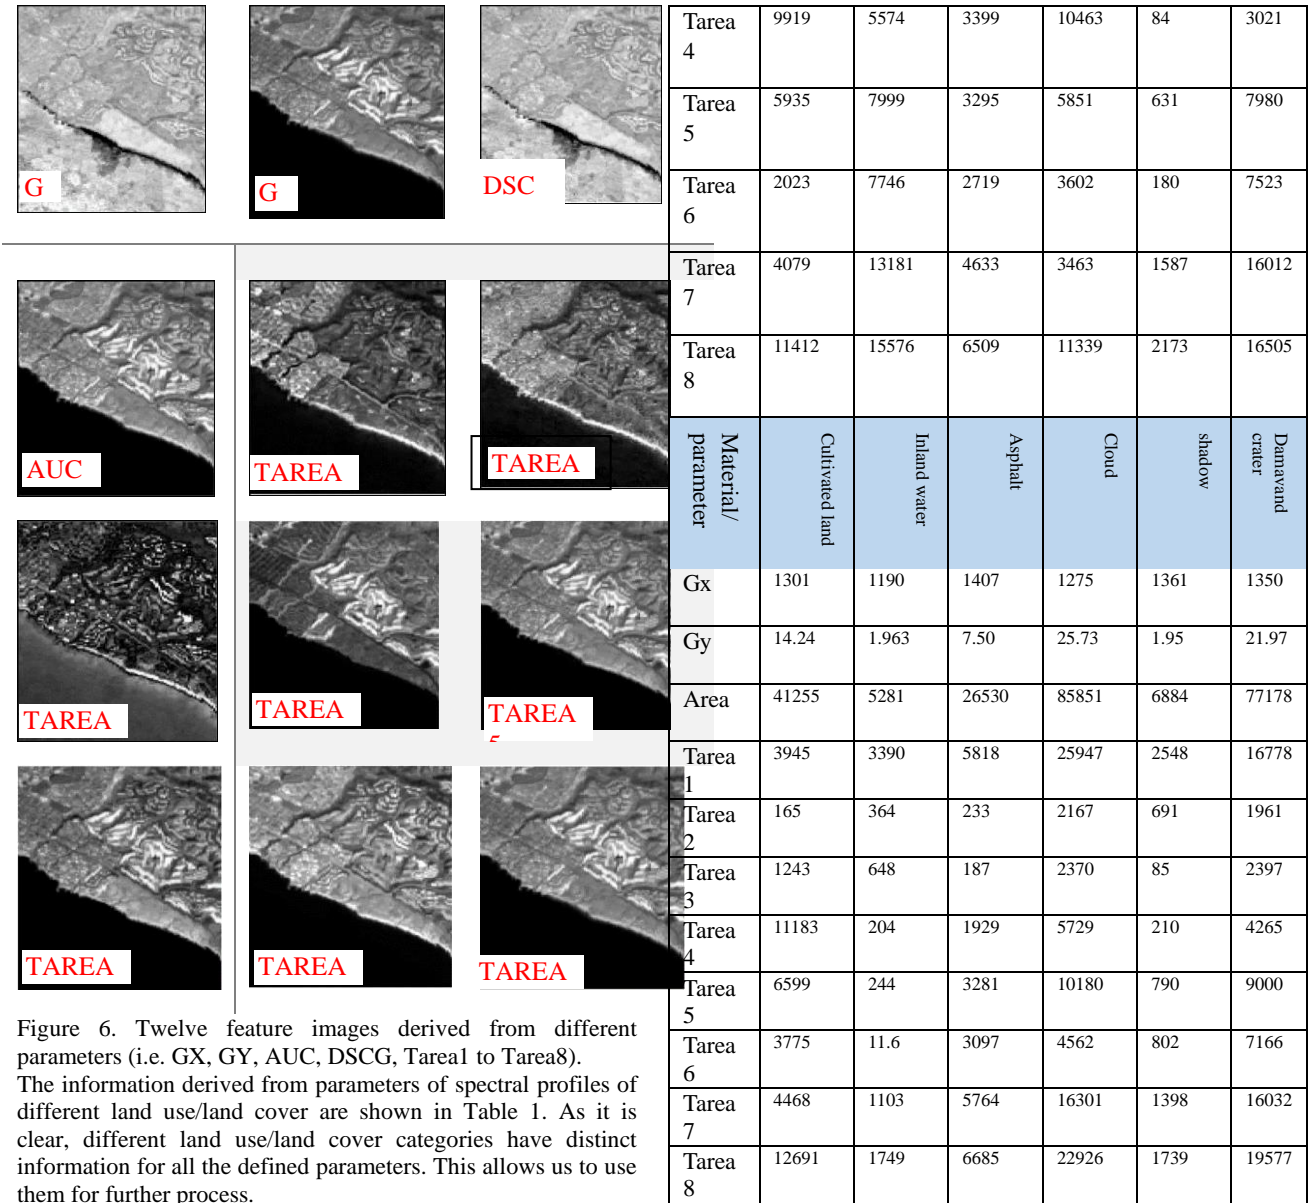 G
G
DSC
AUC
TAREA
TAREA
TAREA
TAREA
TAREA
TAREA
TAREA
TAREA
Figure 6. Twelve feature images derived from different
parameters (i.e. GX, GY, AUC, DSCG, Tarea1 to Tarea8).
The information derived from parameters of spectral profiles of
different land use/land cover are shown in Table 1. As it is
clear, different land use/land cover categories have distinct
information for all the defined parameters. This allows us to use
them for further process.
Tarea 4 9919 5574 3399 10463 84 3021
Tarea 5 5935 7999 3295 5851 631 7980
Tarea 6 2023 7746 2719 3602 180 7523
Tarea 7 4079 13181 4633 3463 1587 16012
Tarea 8 11412 15576 6509 11339 2173 16505
Material/ parameter Cultivated land Inland water Asphalt Cloud shadow Damavand crater
Gx 1301 1190 1407 1275 1361 1350
Gy 14.24 1.963 7.50 25.73 1.95 21.97
Area 41255 5281 26530 85851 6884 77178
Tarea 1 3945 3390 5818 25947 2548 16778
Tarea 2 165 364 233 2167 691 1961
Tarea 3 1243 648 187 2370 85 2397
Tarea 4 11183 204 1929 5729 210 4265
Tarea 5 6599 244 3281 10180 790 9000
Tarea 6 3775 11.6 3097 4562 802 7166
Tarea 7 4468 1103 5764 16301 1398 16032
Tarea 8 12691 1749 6685 22926 1739 19577